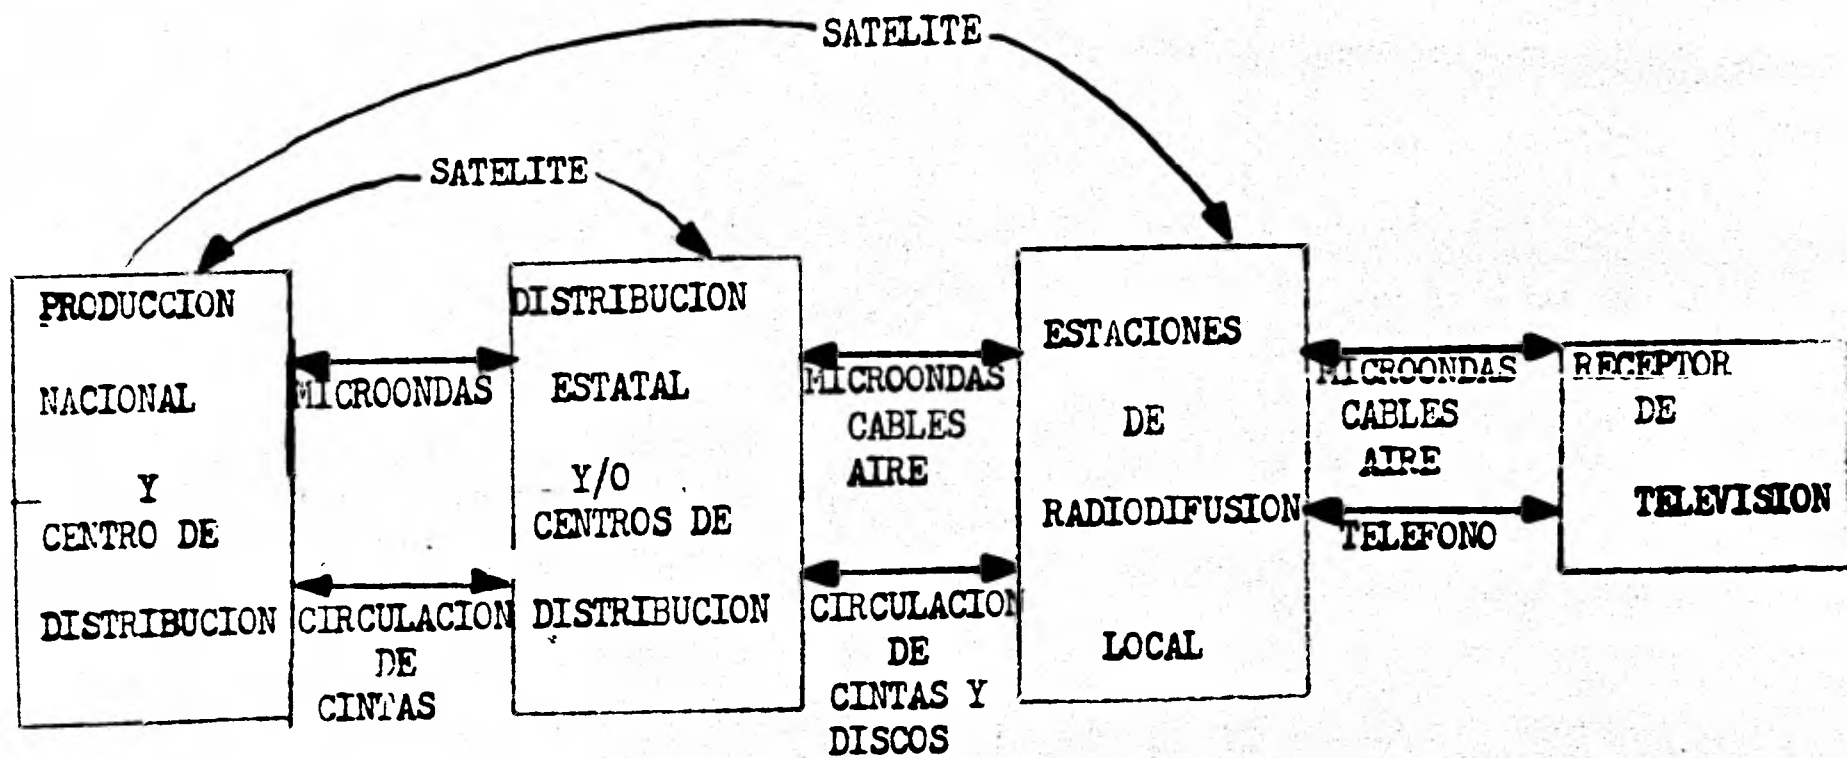 SATELITE
SATELITE
PRODUCCION
NACIONAL
Y
CENTRO DE
DISTRIBUCION
MICROONDAS
CIRCULACION
DE
CINTAS
DISTRIBUCION
ESTATAL
Y/O
CENTROS DE
DISTRIBUCION
MICROONDAS
CABLES
AIRE
CIRCULACION
DE
CINTAS Y
DISCOS
ESTACIONES
DE
RADIODIFUSION
LOCAL
MICROONDAS
CABLES
AIRE
TELEFONO
RECEPTOR
DE
TELEVISION